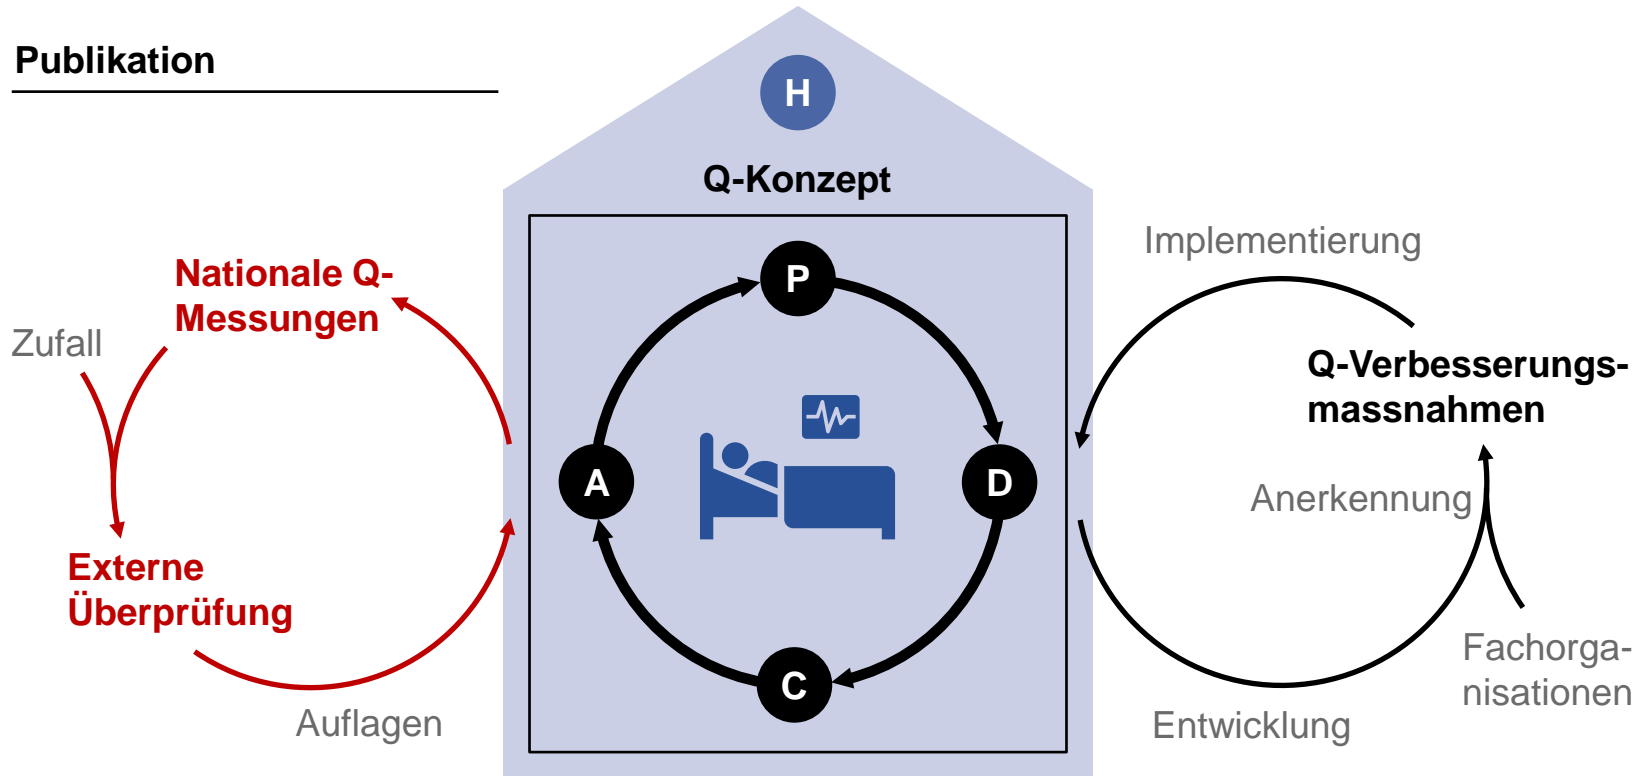 Publikation
H
Q-Konzept
Nationale Q-
Messungen
Zufall
Externe
Überprüfung
Auflagen
P
A
D
C
Implementierung
Q-Verbesserungs-
massnahmen
Anerkennung
Fachorga-
nisationen
Entwicklung